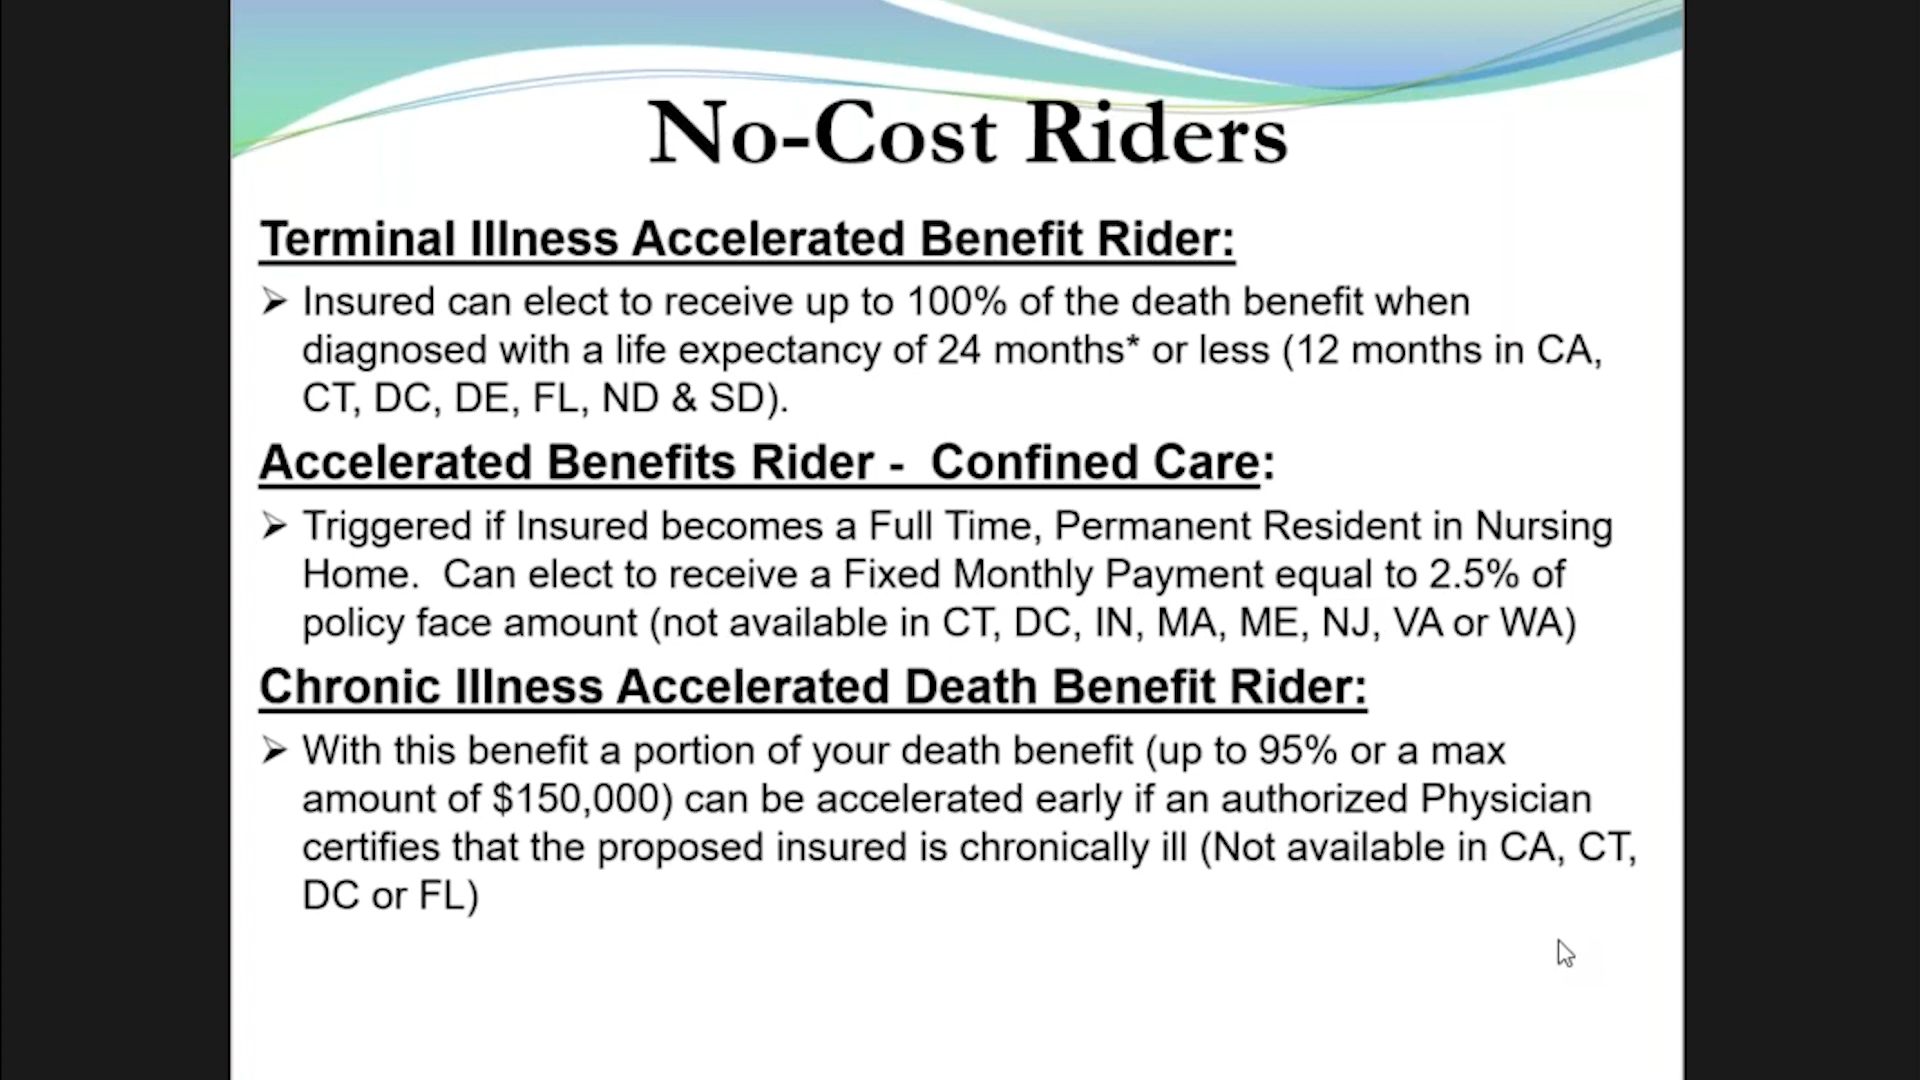 No-Cost Riders
Terminal Illness Accelerated Benefit Rider:
➢ Insured can elect to receive up to 100% of the death benefit when
diagnosed with a life expectancy of 24 months* or less (12 months in CA,
CT, DC, DE, FL, ND & SD).
Accelerated Benefits Rider -  Confined Care:
➢ Triggered if Insured becomes a Full Time, Permanent Resident in Nursing
Home.  Can elect to receive a Fixed Monthly Payment equal to 2.5% of
policy face amount (not available in CT, DC, IN, MA, ME, NJ, VA or WA)
Chronic Illness Accelerated Death Benefit Rider:
➢ With this benefit a portion of your death benefit (up to 95% or a max
amount of $150,000) can be accelerated early if an authorized Physician
certifies that the proposed insured is chronically ill (Not available in CA, CT,
DC or FL)